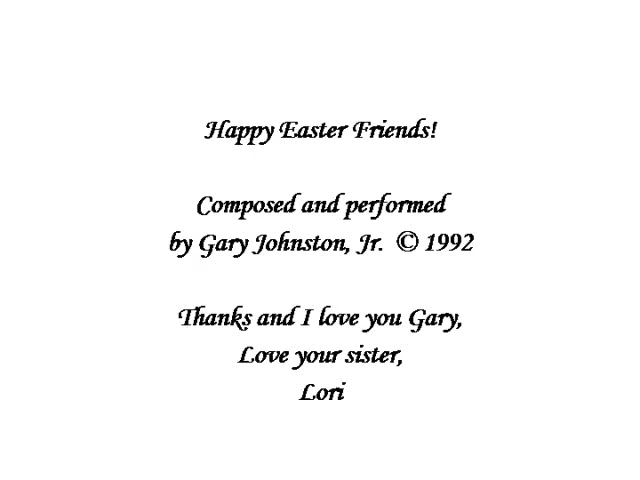 Happy Easter Friends!
Composed and performed
by Gary Johnston, Jr. © 1992
Thanks and I love you Gary,
Love your sister,
Lori